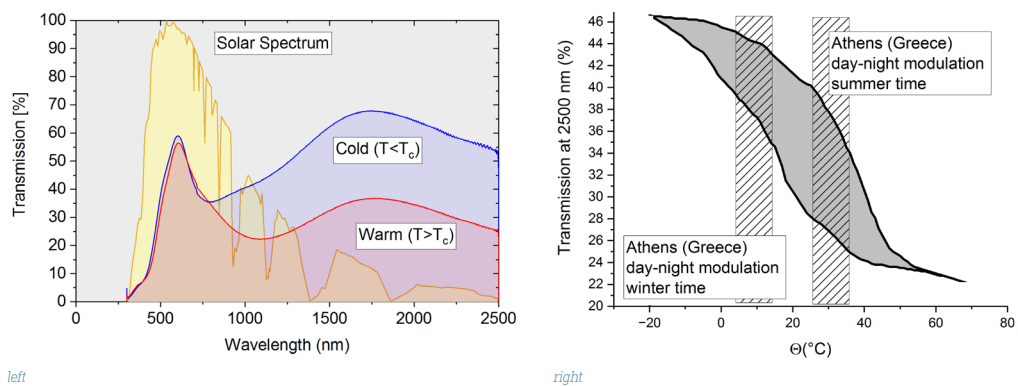 Transmission [%]
100
90
80
70
60
50
40
30
20
10
0
Solar Spectrum
Cold (T<Tc)
Warm (T>Tc)
0
500
1000
1500
2000
2500
Wavelength (nm)
left
Transmission at 2500 nm (%)
46
44
42
40
38
36
34
32
30
28
26
24
22
20
Athens (Greece)
day-night modulation
summer time
Athens (Greece)
day-night modulation
winter time
−20
0
20
40
60
80
Θ(°C)
right